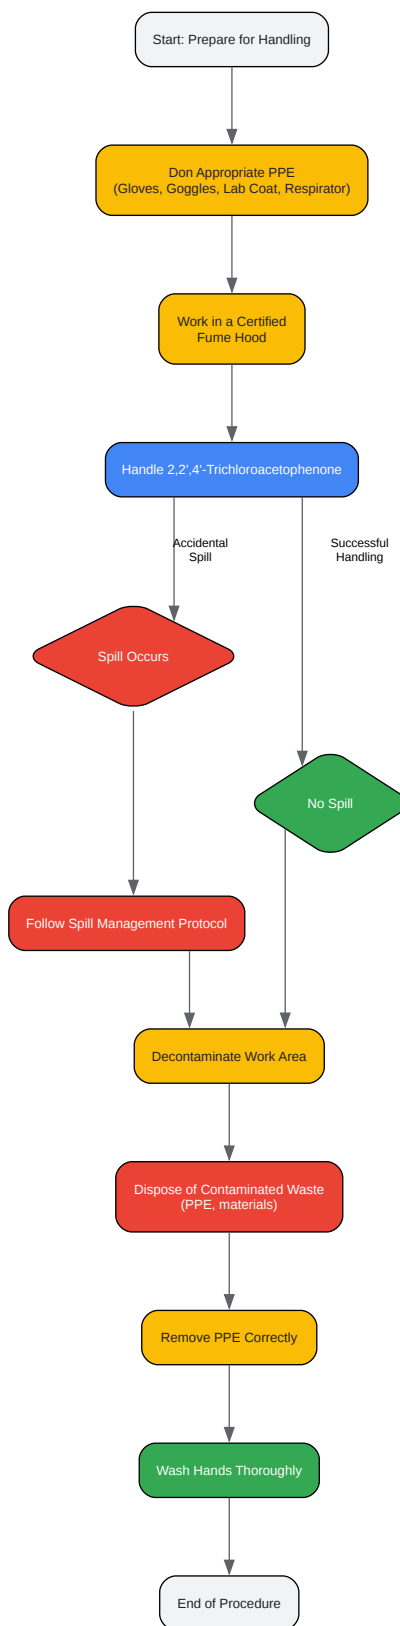 Start: Prepare for Handling
Don Appropriate PPE
(Gloves, Goggles, Lab Coat, Respirator)
Work in a Certified
Fume Hood
Handle 2,2',4'-Trichloroacetophenone
Accidental
Spill
Successful
Handling
Spill Occurs
No Spill
Follow Spill Management Protocol
Decontaminate Work Area
Dispose of Contaminated Waste
(PPE, materials)
Remove PPE Correctly
Wash Hands Thoroughly
End of Procedure